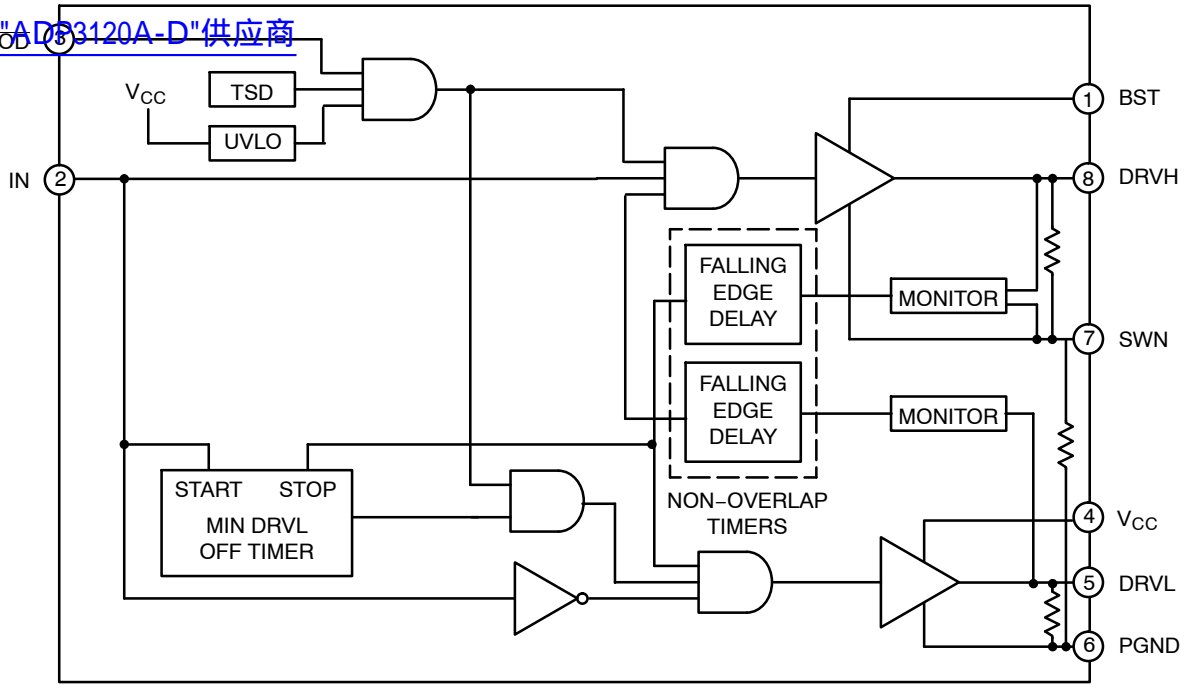 "ADP3120A-D"供应商
OD 3
TSD
VCC
UVLO
1 BST
IN 2
8 DRVH
FALLING
EDGE
DELAY
MONITOR
7 SWN
FALLING
EDGE
DELAY
MONITOR
START STOP
MIN DRVL
OFF TIMER
NON–OVERLAP
TIMERS
4 VCC
5 DRVL
6 PGND